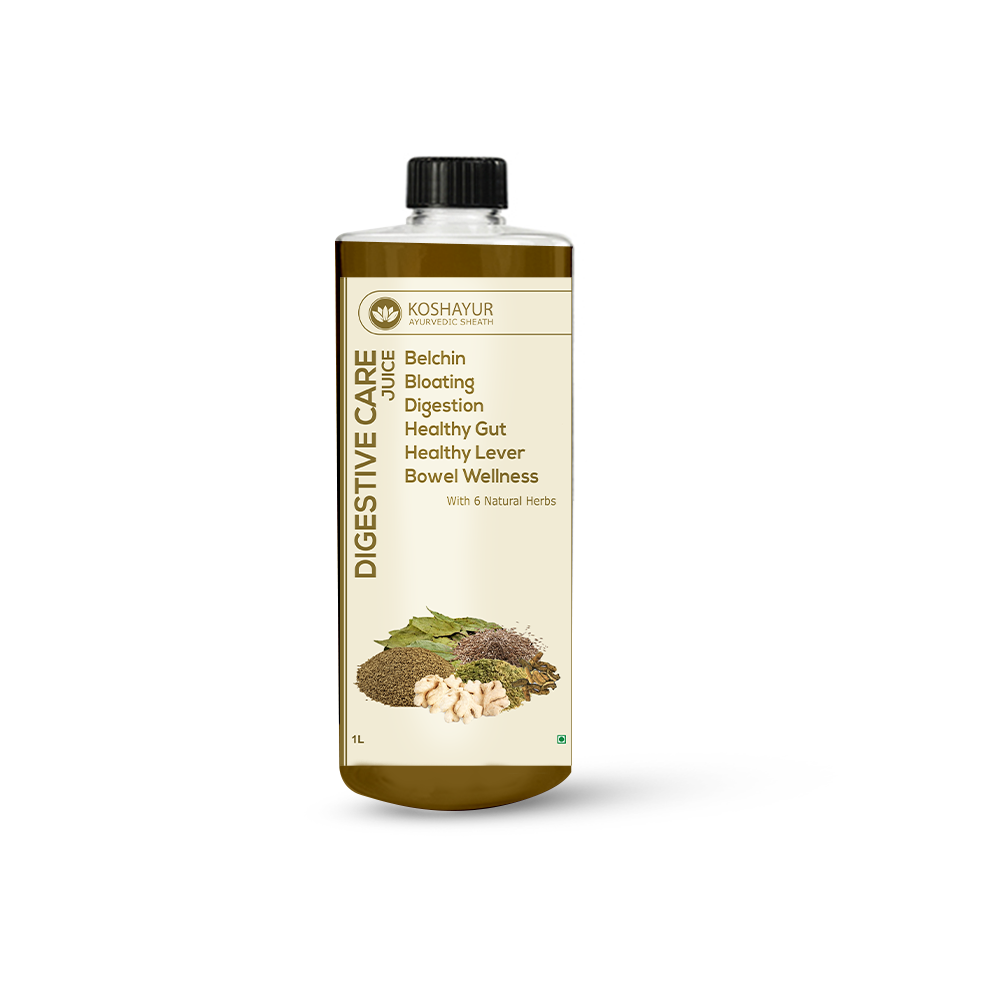 KOSHAYUR
AYURVEDIC SHEATH
DIGESTIVE CARE
JUICE
Belchin
Bloating
Digestion
Healthy Gut
Healthy Lever
Bowel Wellness
With 6 Natural Herbs
1L